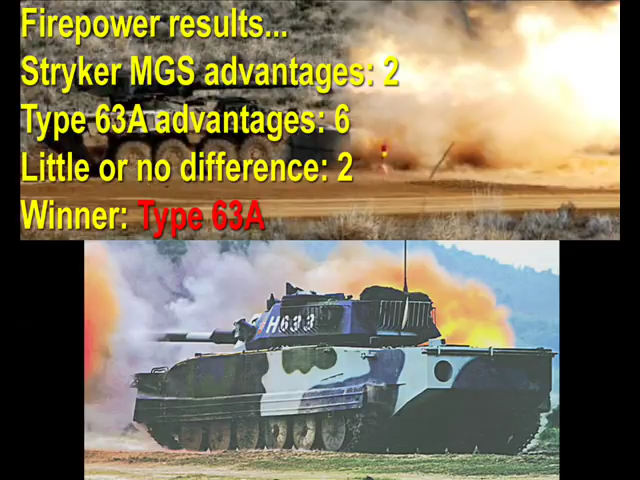 Firepower results...
Stryker MGS advantages: 2
Type 63A advantages: 6
Little or no difference: 2
Winner: Type 63A
H633